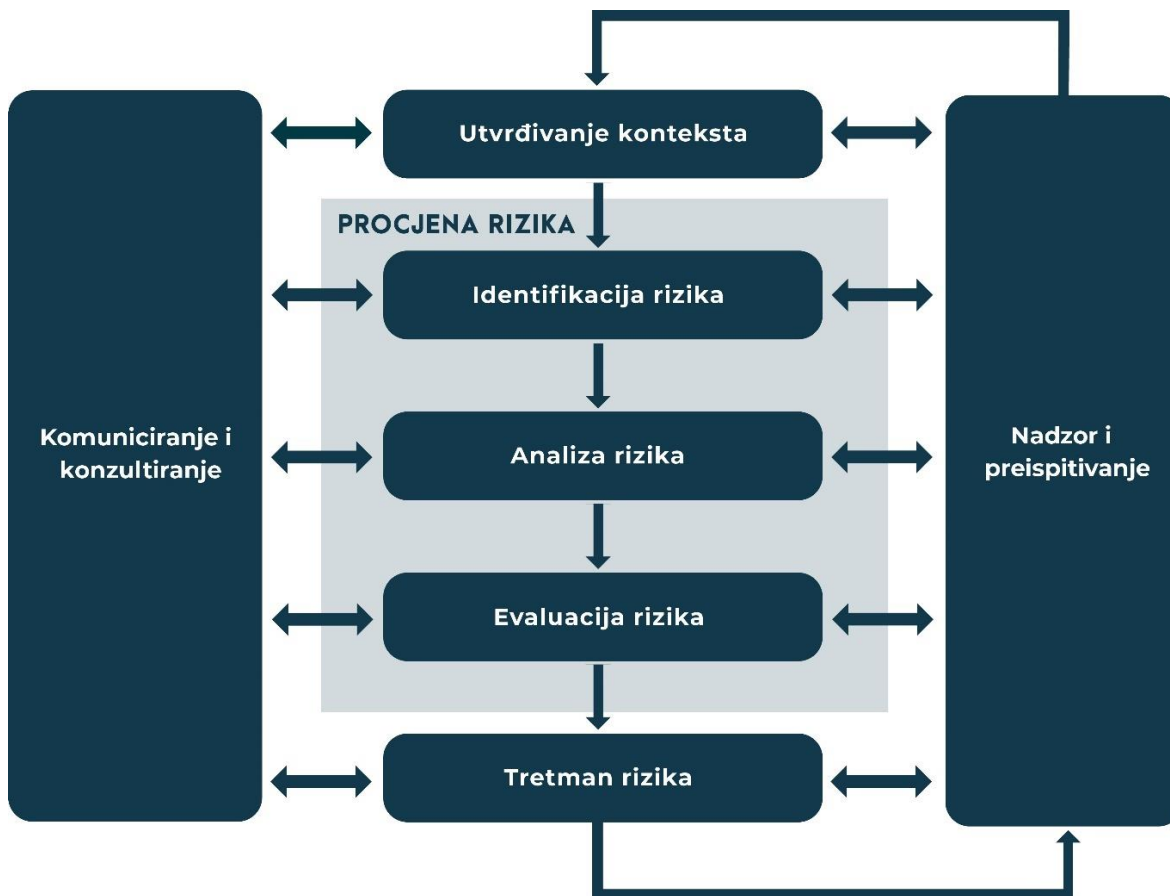 Utvrđivanje konteksta
PROCJENA RIZIKA
Identifikacija rizika
Komuniciranje i
konzultiranje
Analiza rizika
Nadzor i
preispitivanje
Evaluacija rizika
Tretman rizika